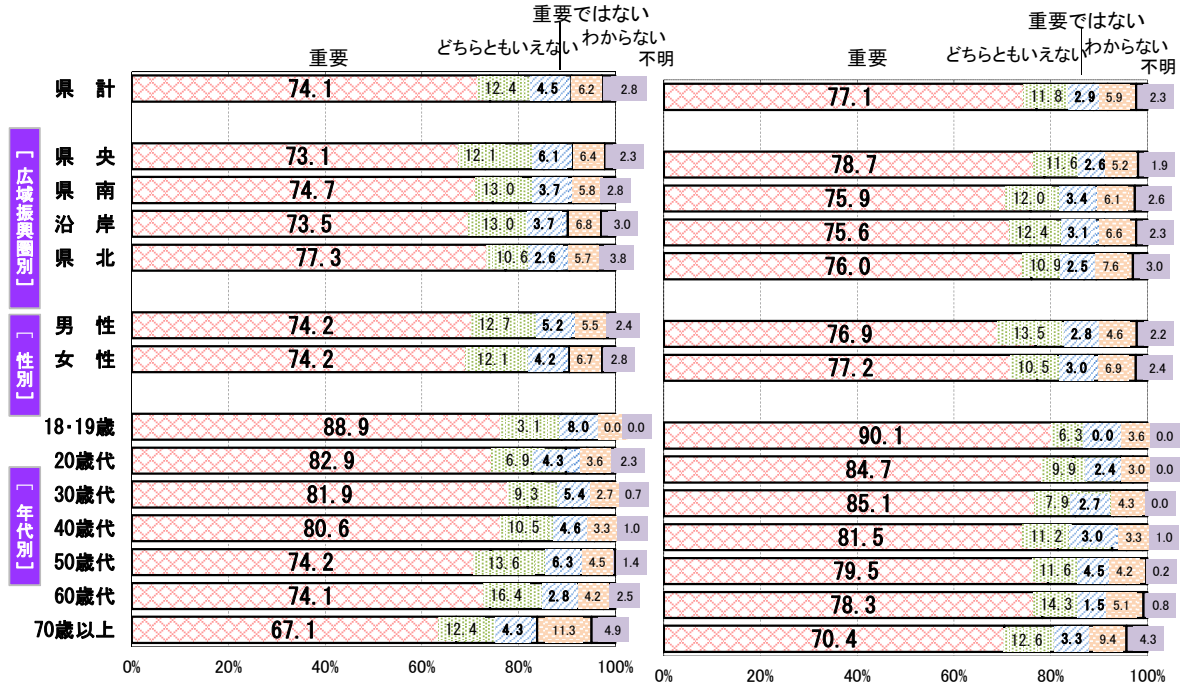 重要ではない
どちらともいえない わからない
重要 不明
県 計 74.1 12.4 4.5 6.2 2.8
[広域振興圏別]
県 央 73.1 12.1 6.1 6.4 2.3
県 南 74.7 13.0 3.7 5.8 2.8
沿 岸 73.5 13.0 3.7 6.8 3.0
県 北 77.3 10.6 2.6 5.7 3.8
[性別]
男 性 74.2 12.7 5.2 5.5 2.4
女 性 74.2 12.1 4.2 6.7 2.8
[年代別]
18・19歳 88.9 3.1 8.0 0.0 0.0
20歳代 82.9 6.9 4.3 3.6 2.3
30歳代 81.9 9.3 5.4 2.7 0.7
40歳代 80.6 10.5 4.6 3.3 1.0
50歳代 74.2 13.6 6.3 4.5 1.4
60歳代 74.1 16.4 2.8 4.2 2.5
70歳以上 67.1 12.4 4.3 11.3 4.9
0% 20% 40% 60% 80% 100%
重要ではない
どちらともいえない わからない
重要 不明
77.1 11.8 2.9 5.9 2.3
78.7 11.6 2.6 5.2 1.9
75.9 12.0 3.4 6.1 2.6
75.6 12.4 3.1 6.6 2.3
76.0 10.9 2.5 7.6 3.0
76.9 13.5 2.8 4.6 2.2
77.2 10.5 3.0 6.9 2.4
90.1 6.3 0.0 3.6 0.0
84.7 9.9 2.4 3.0 0.0
85.1 7.9 2.7 4.3 0.0
81.5 11.2 3.0 3.3 1.0
79.5 11.6 4.5 4.2 0.2
78.3 14.3 1.5 5.1 0.8
70.4 12.6 3.3 9.4 4.3
0% 20% 40% 60% 80% 100%